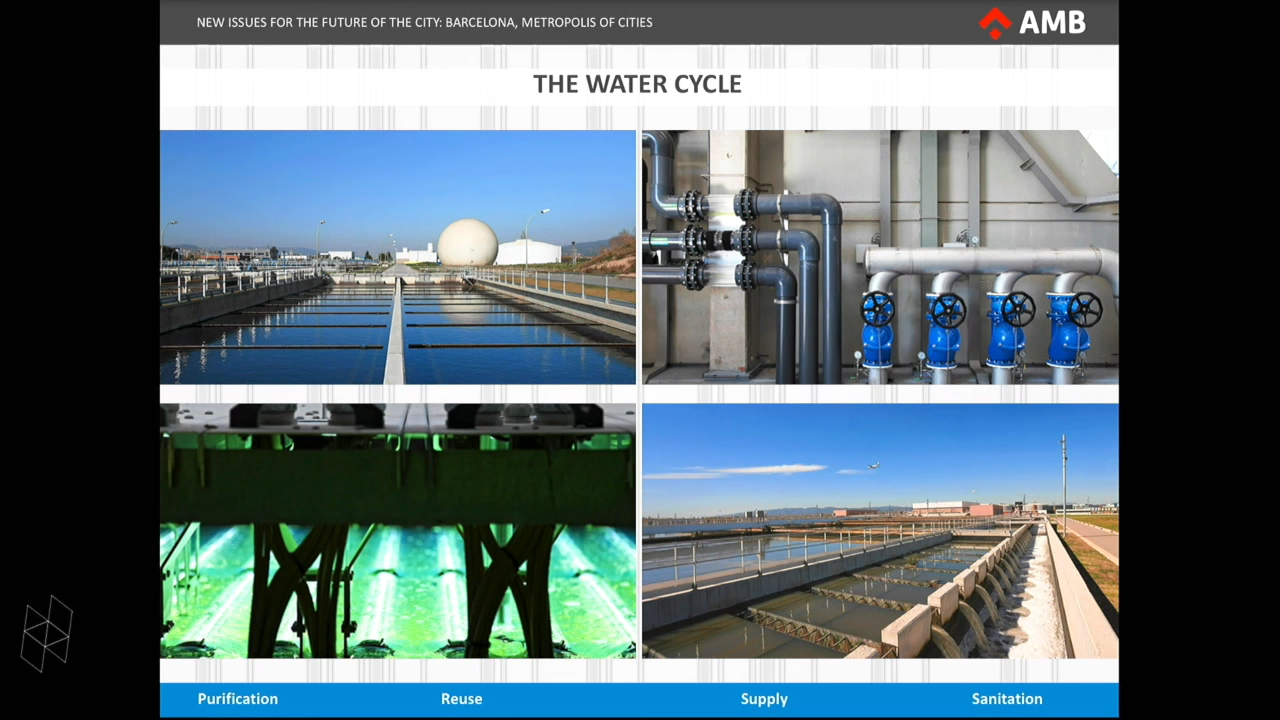 NEW ISSUES FOR THE FUTURE OF THE CITY: BARCELONA, METROPOLIS OF CITIES
AMB
THE WATER CYCLE
Purification
Reuse
Supply
Sanitation